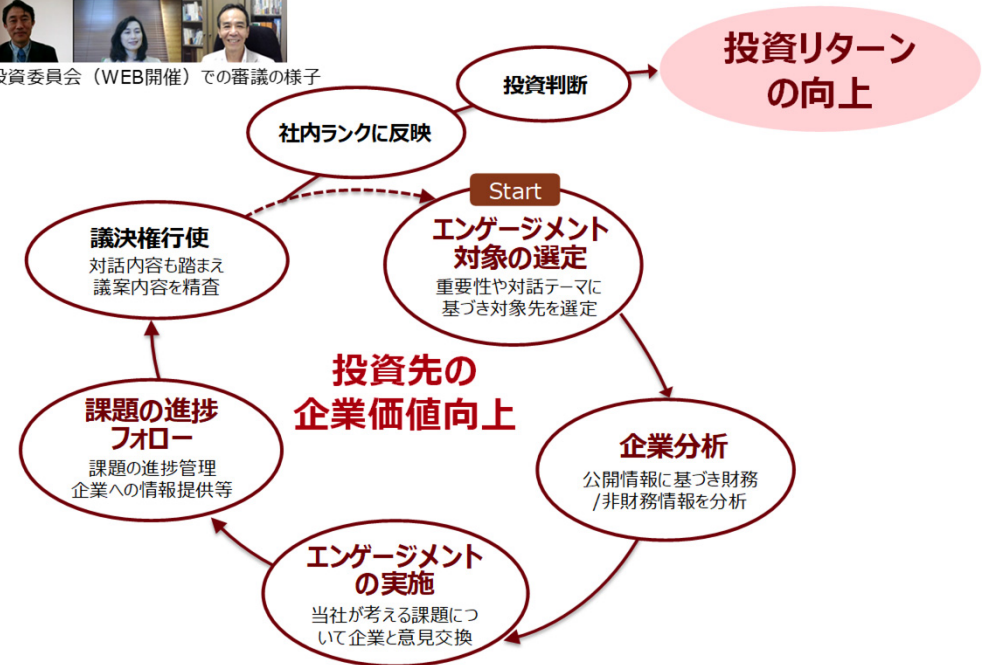 投資委員会（WEB開催）での審議の様子
投資リターン
の向上
投資判断
社内ランクに反映
Start
エンゲージメント
対象の選定
重要性や対話テーマに
基づき対象先を選定
議決権行使
対話内容も踏まえ
議案内容を精査
投資先の
企業価値向上
課題の進捗
フォロー
課題の進捗管理
企業への情報提供等
企業分析
公開情報に基づき財務
/非財務情報を分析
エンゲージメント
の実施
当社が考える課題につ
いて企業と意見交換